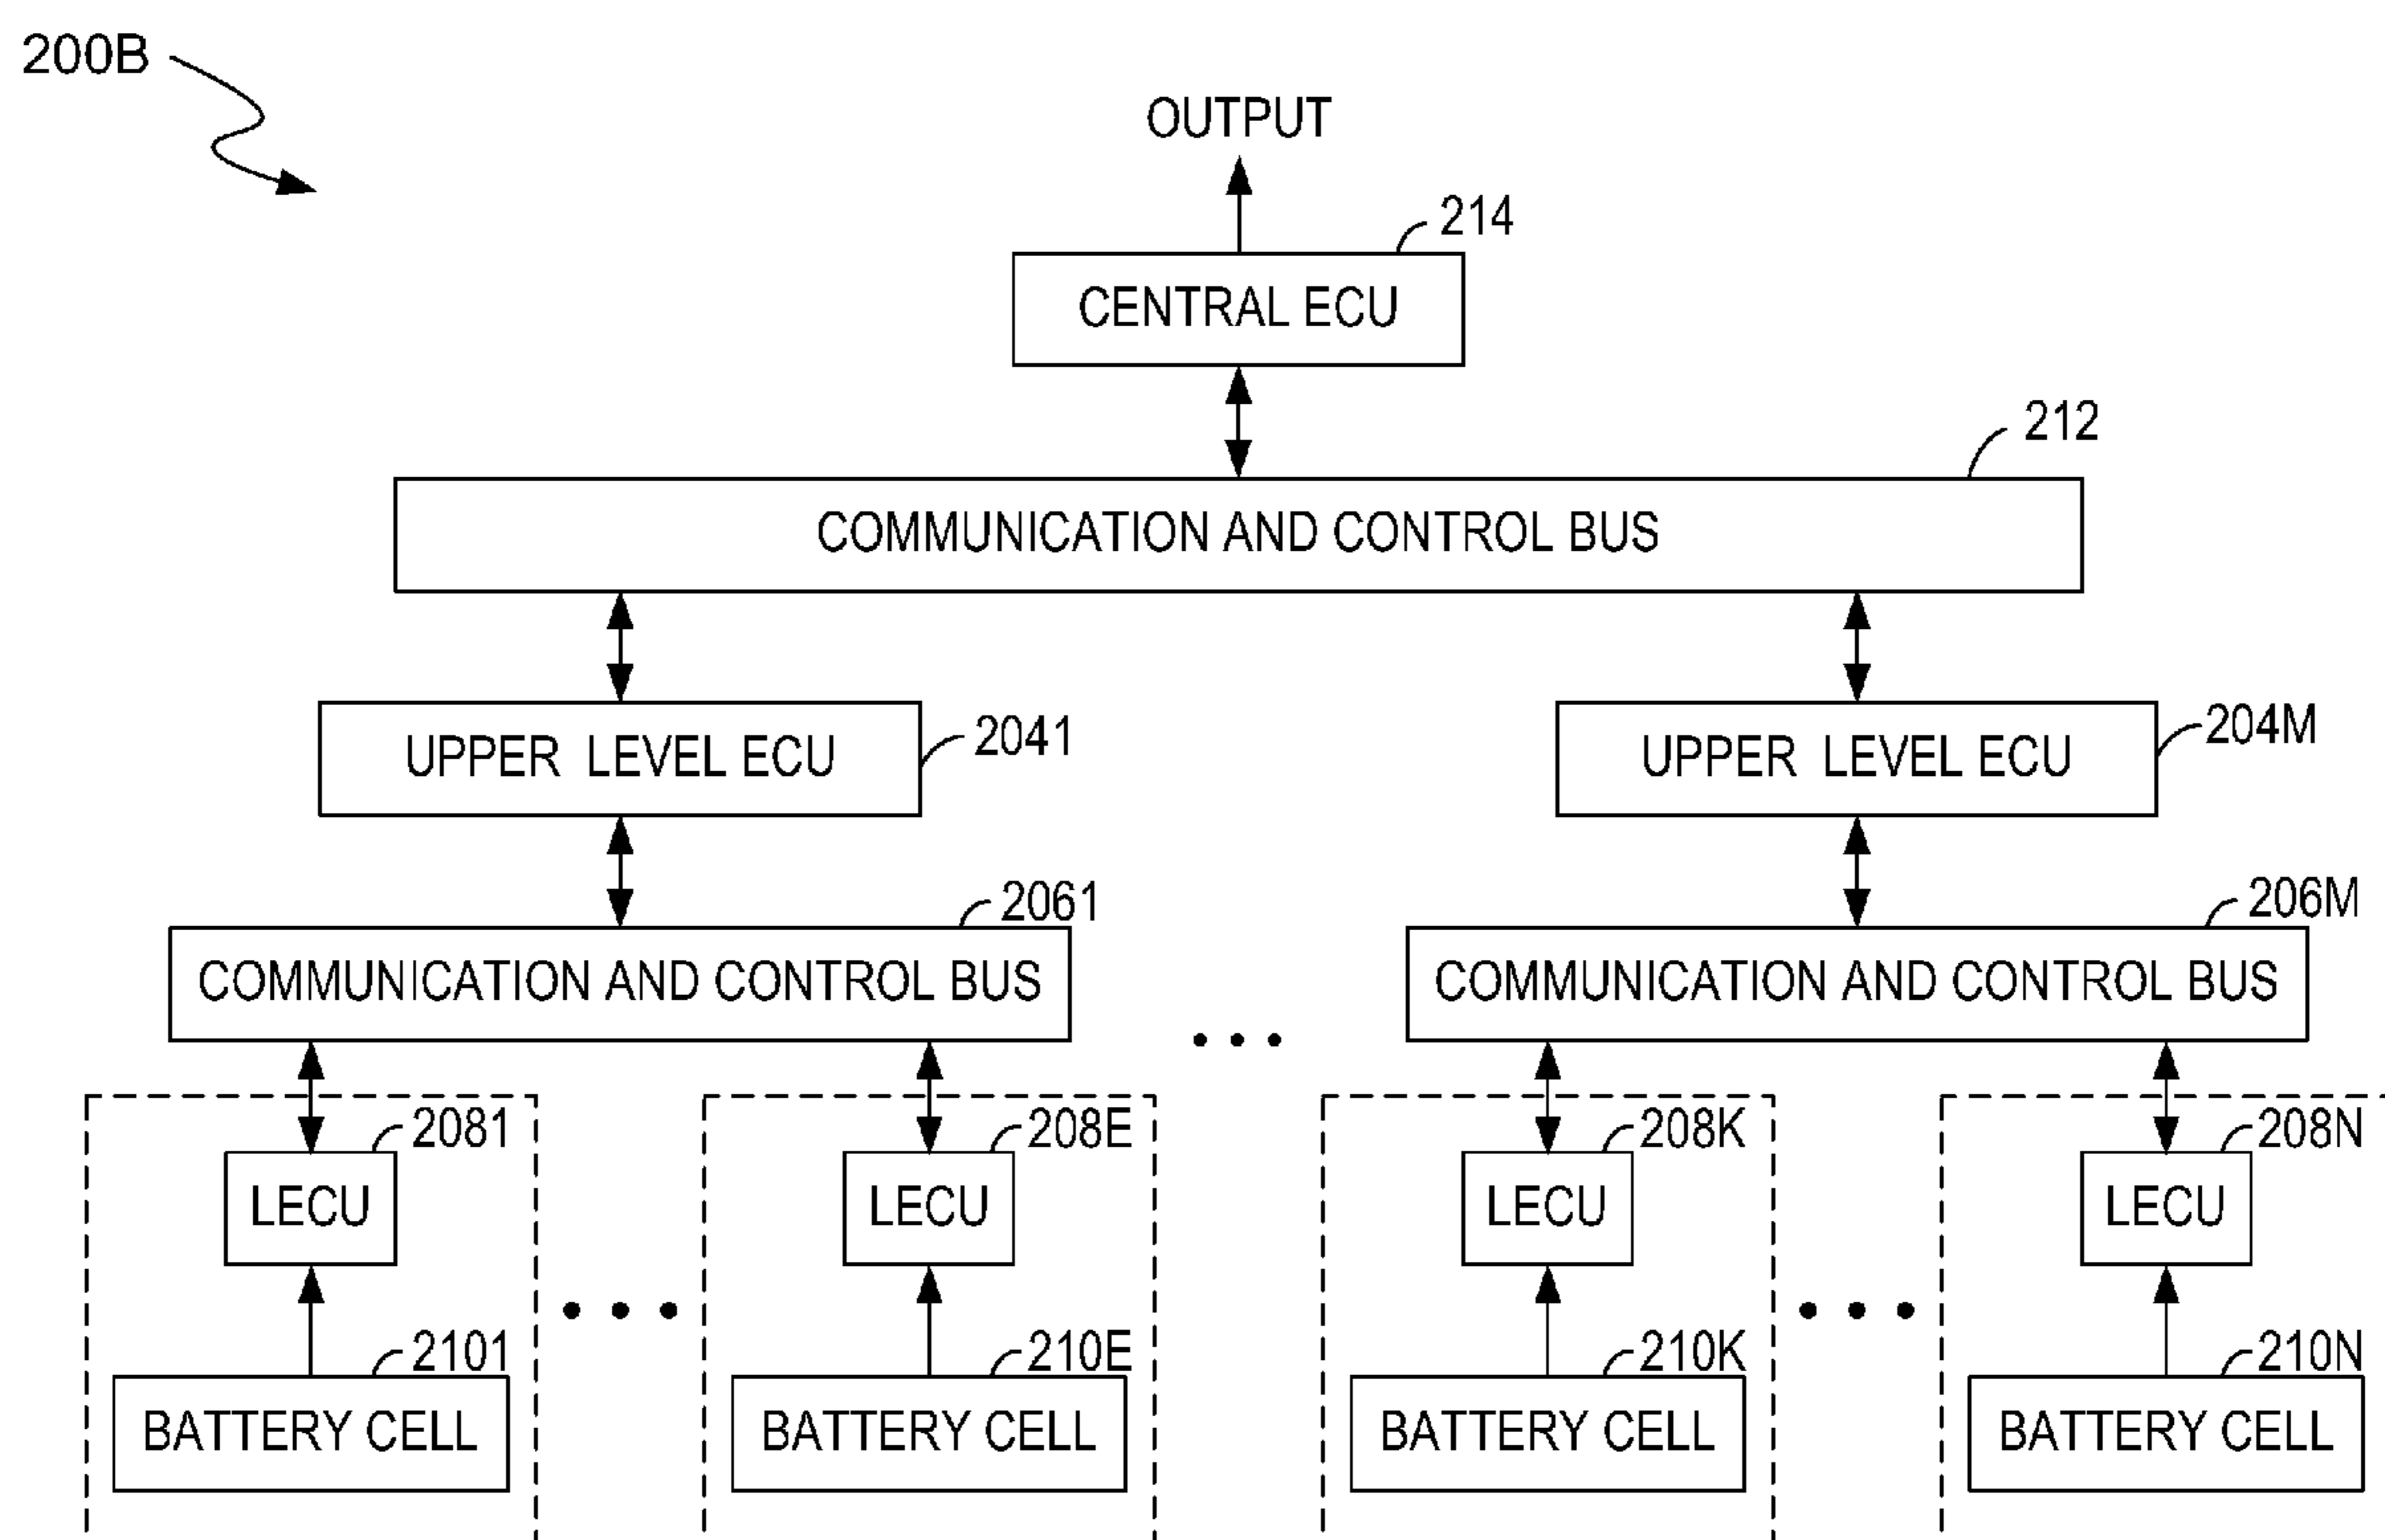 200B
OUTPUT
214
CENTRAL ECU
212
COMMUNICATION AND CONTROL BUS
UPPER LEVEL ECU
2041
UPPER LEVEL ECU
204M
2061
206M
COMMUNICATION AND CONTROL BUS
COMMUNICATION AND CONTROL BUS
2081
208E
208K
208N
LECU
LECU
LECU
LECU
2101
210E
210K
210N
BATTERY CELL
BATTERY CELL
BATTERY CELL
BATTERY CELL